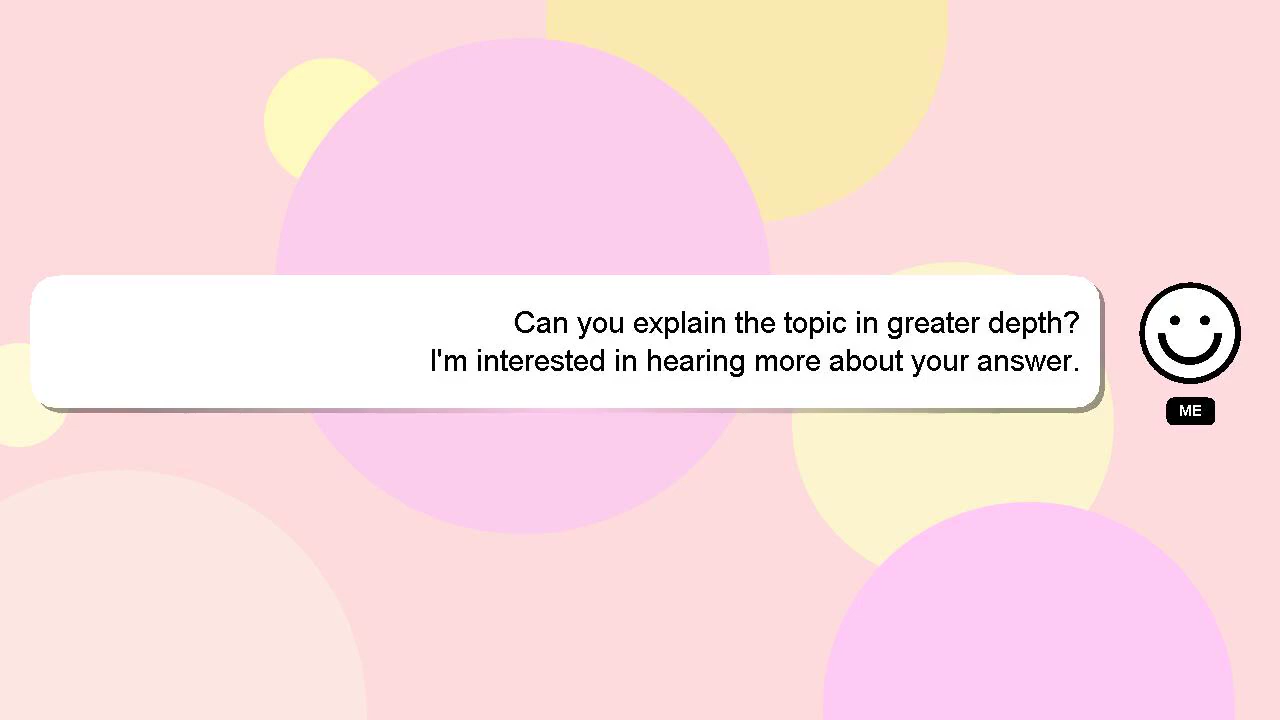 Can you explain the topic in greater depth?
I'm interested in hearing more about your answer.
ME